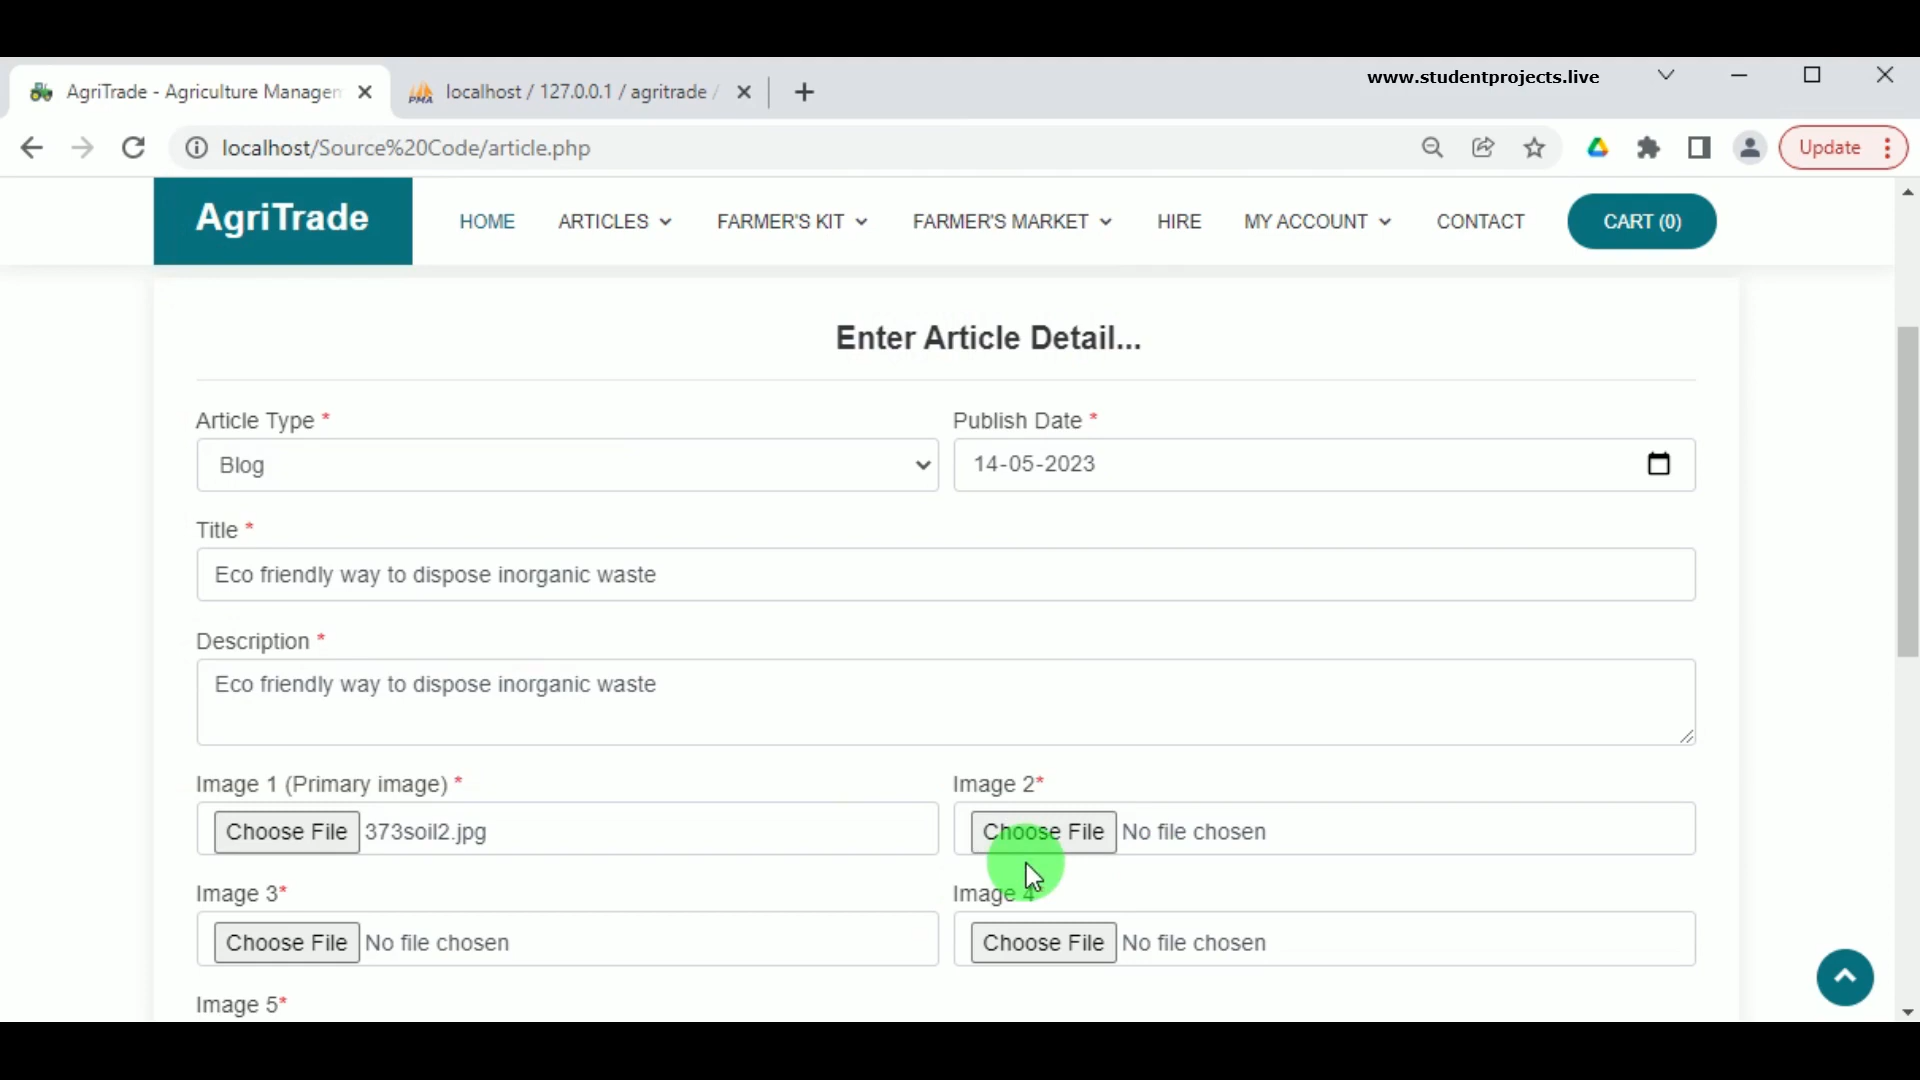 AgriTrade - Agriculture Managen
localhost / 127.0.0.1 / agritrade /
www.studentprojects.live
localhost/Source%20Code/article.php
Update
AgriTrade
HOME
ARTICLES
FARMER'S KIT
FARMER'S MARKET
HIRE
MY ACCOUNT
CONTACT
CART (0)
Enter Article Detail...
Article Type *
Publish Date *
Blog
14-05-2023
Title *
Eco friendly way to dispose inorganic waste
Description *
Eco friendly way to dispose inorganic waste
Image 1 (Primary image) *
Image 2*
Choose File 373soil2.jpg
Choose File No file chosen
Image 3*
Image 4*
Choose File No file chosen
Choose File No file chosen
Image 5*